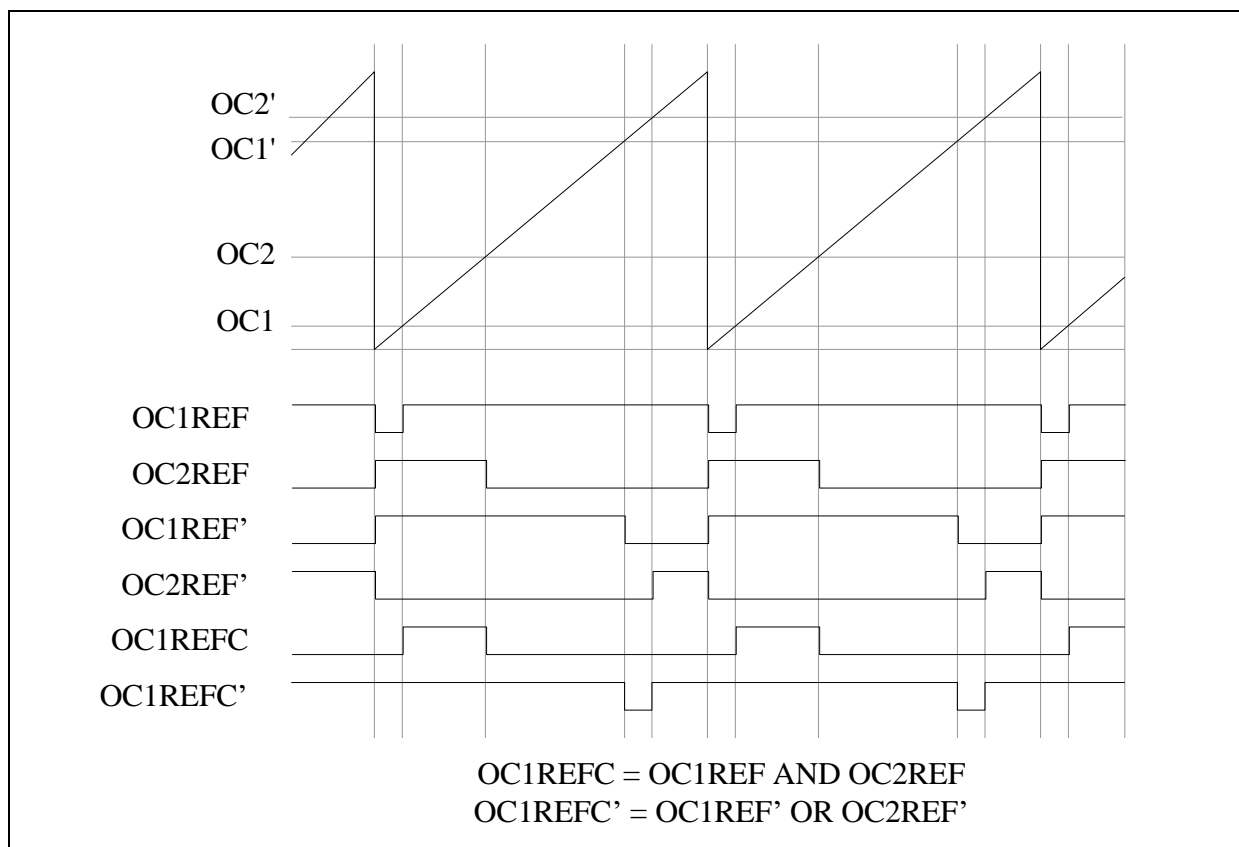 OC2'
OC1'
OC2
OC1
OC1REF
OC2REF
OC1REF’
OC2REF’
OC1REFC
OC1REFC’
OC1REFC = OC1REF AND OC2REF
OC1REFC’ = OC1REF’ OR OC2REF’